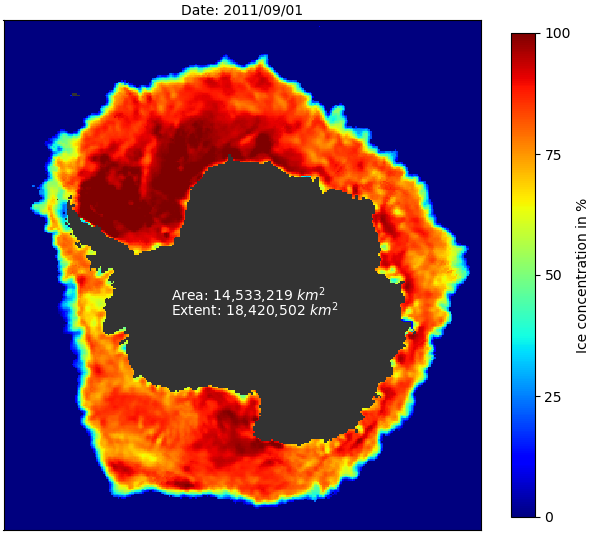 Date: 2011/09/01
Area: 14,533,219 km²
Extent: 18,420,502 km²
100
75
50
25
0
Ice concentration in %